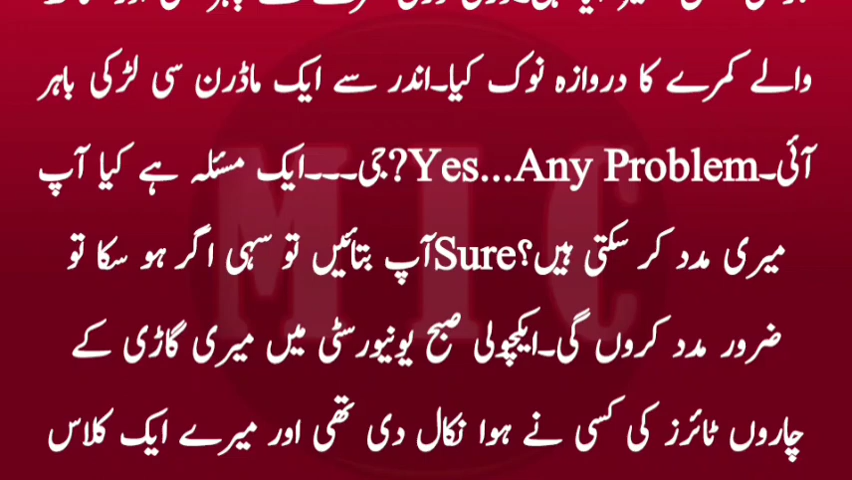 والے کمرے کا دروازہ نوک کیا۔اندر سے ایک ماڈرن سی لڑکی باہر
آئی۔Yes...Any Problem?جی۔۔۔ایک مسئلہ ہے کیا آپ
میری مدد کر سکتی ہیں؟Sureآپ بتائیں تو سہی اگر ہو سکا تو
ضرور مدد کروں گی۔ایکچولی صبح یونیورسٹی میں میری گاڑی کے
چاروں ٹائرز کی کسی نے ہوا نکال دی تھی اور میرے ایک کلاس
MIC